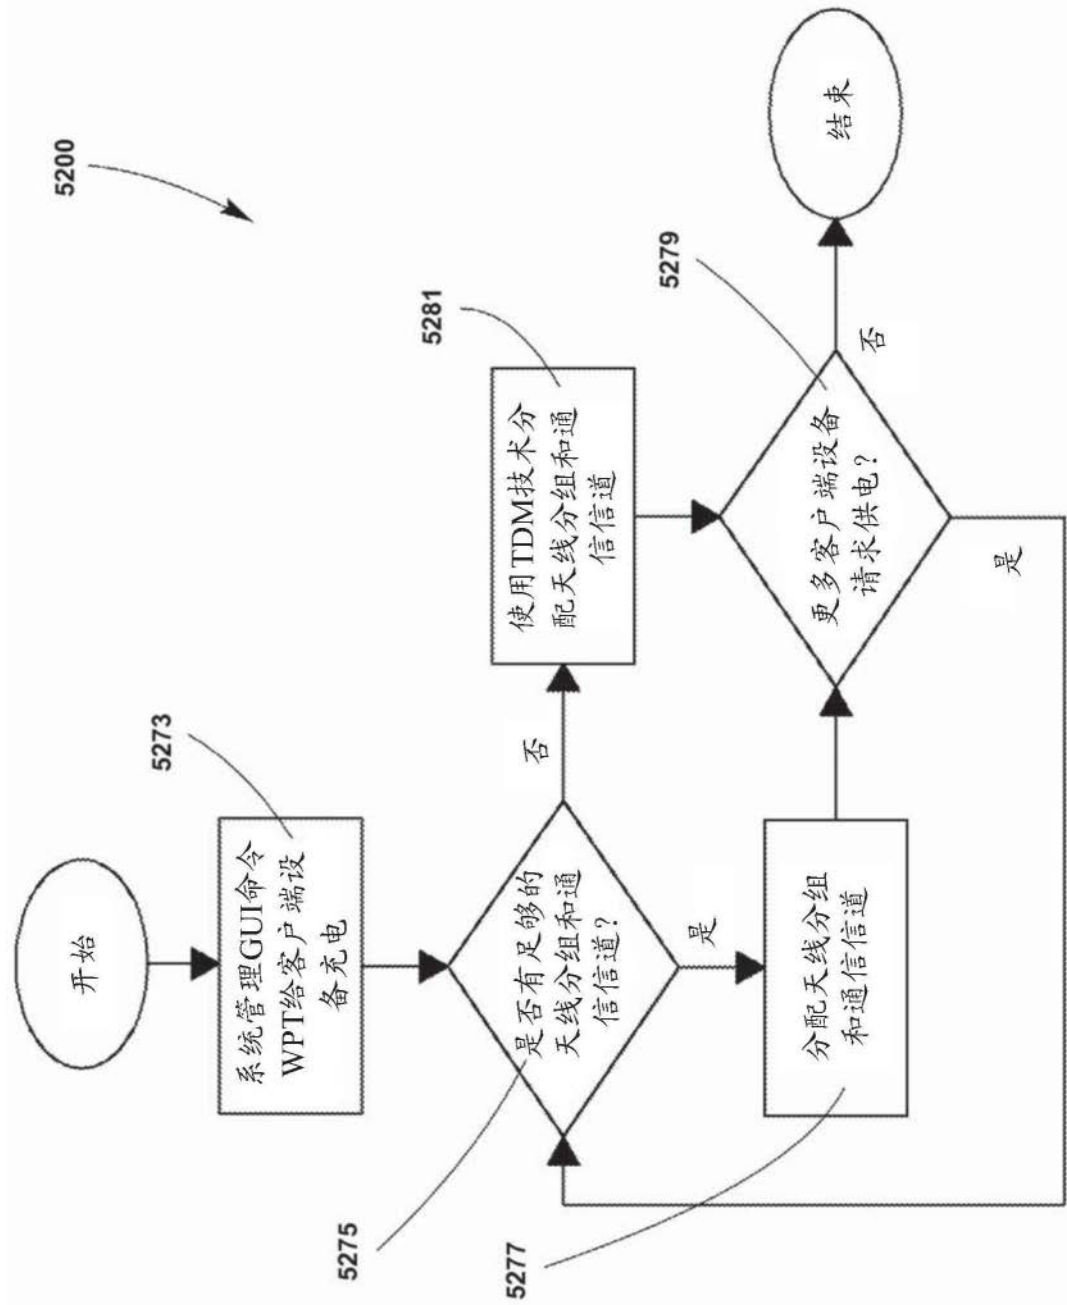 5200
开始
5273
系统管理GUI命令
WPT给客户端设
备充电
5275
是否有足够的
天线分组和通
信信道?
否
5281
使用TDM技术分
配天线分组和通
信信道
是
5277
分配天线分组
和通信信道
5279
更多客户端设备
请求供电?
是
否
结束